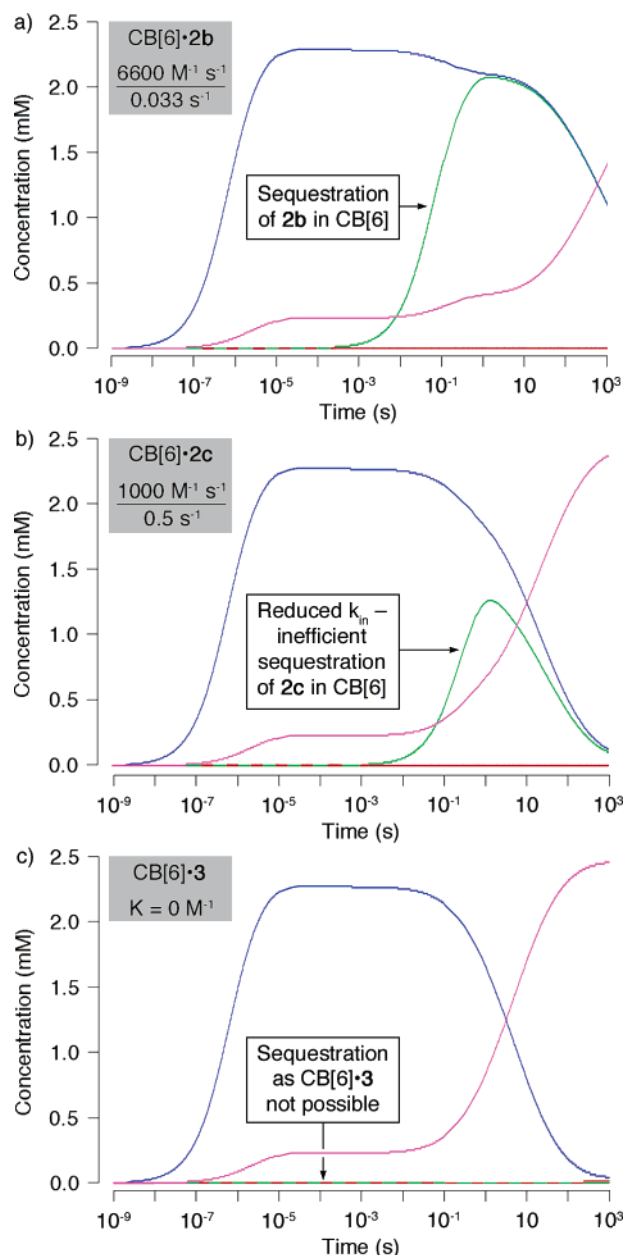 a)
CB[6]•2b
6600 M⁻¹ s⁻¹
0.033 s⁻¹
Concentration (mM)
2.5
2.0
1.5
1.0
0.5
0.0
Sequestration
of 2b in CB[6]
10⁻⁹ 10⁻⁷ 10⁻⁵ 10⁻³ 10⁻¹ 10 10³
Time (s)
b)
CB[6]•2c
1000 M⁻¹ s⁻¹
0.5 s⁻¹
Concentration (mM)
2.5
2.0
1.5
1.0
0.5
0.0
Reduced kᵢₙ –
inefficient
sequestration
of 2c in CB[6]
10⁻⁹ 10⁻⁷ 10⁻⁵ 10⁻³ 10⁻¹ 10 10³
Time (s)
c)
CB[6]•3
K = 0 M⁻¹
Concentration (mM)
2.5
2.0
1.5
1.0
0.5
0.0
Sequestration
as CB[6]•3
not possible
10⁻⁹ 10⁻⁷ 10⁻⁵ 10⁻³ 10⁻¹ 10 10³
Time (s)